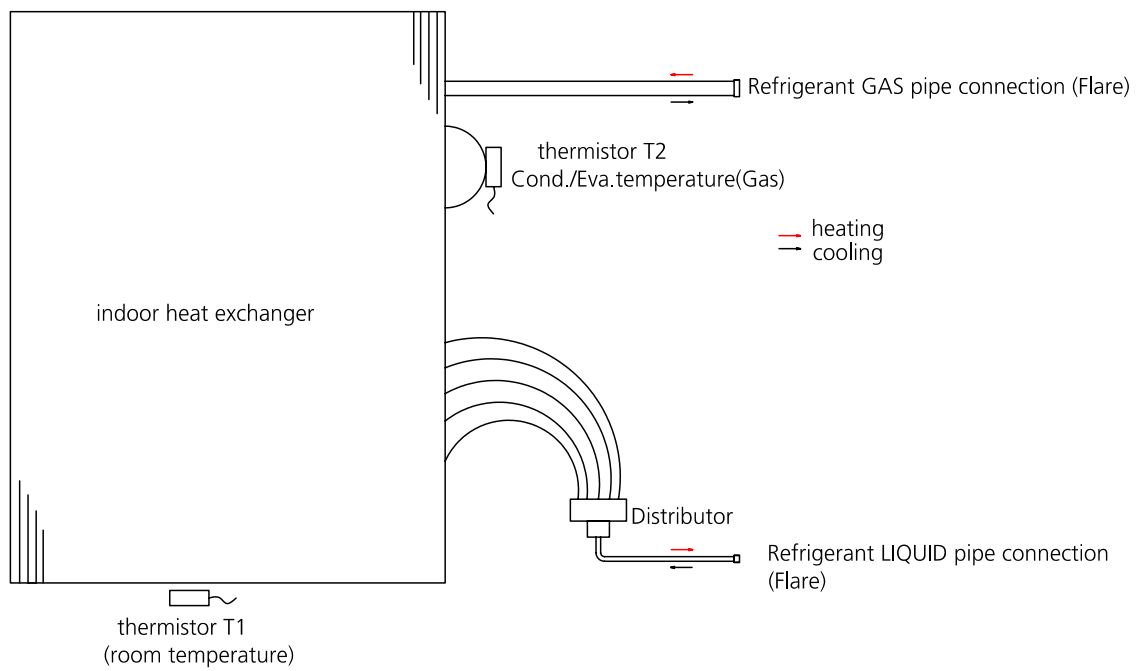 Refrigerant GAS pipe connection (Flare)
thermistor T2
Cond./Eva.temperature(Gas)
heating
cooling
indoor heat exchanger
Distributor
Refrigerant LIQUID pipe connection
(Flare)
thermistor T1
(room temperature)